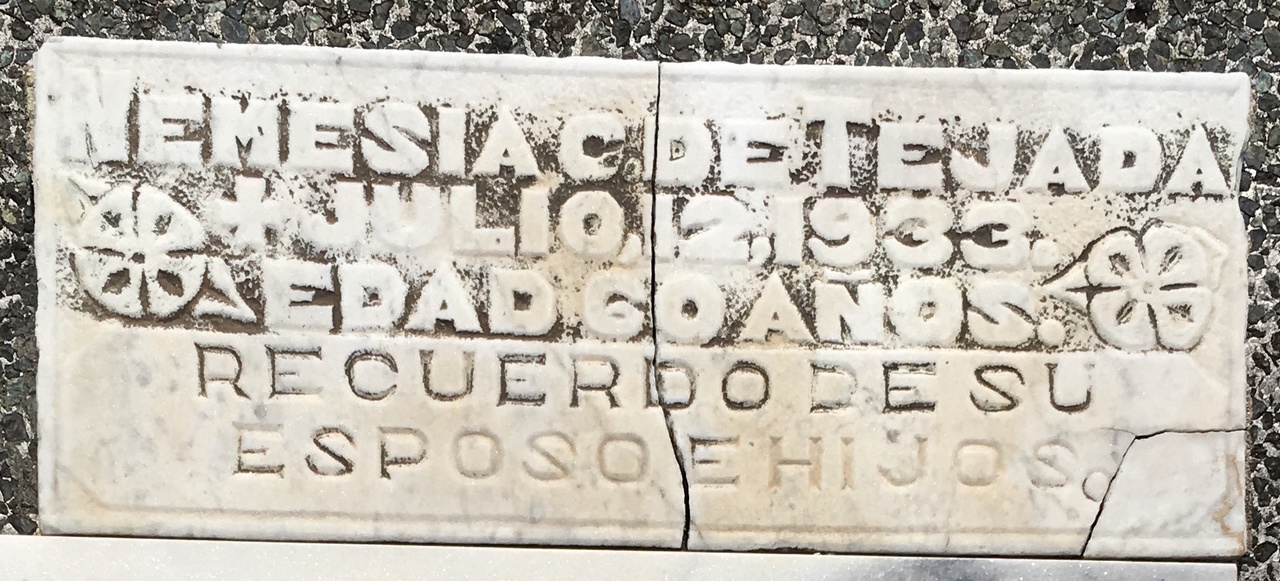 NEMESIA C. DE TEJADA
✝ JULIO, 12, 1933.
EDAD 60 AÑOS.
RECUERDO DE SU
ESPOSO E HIJOS.